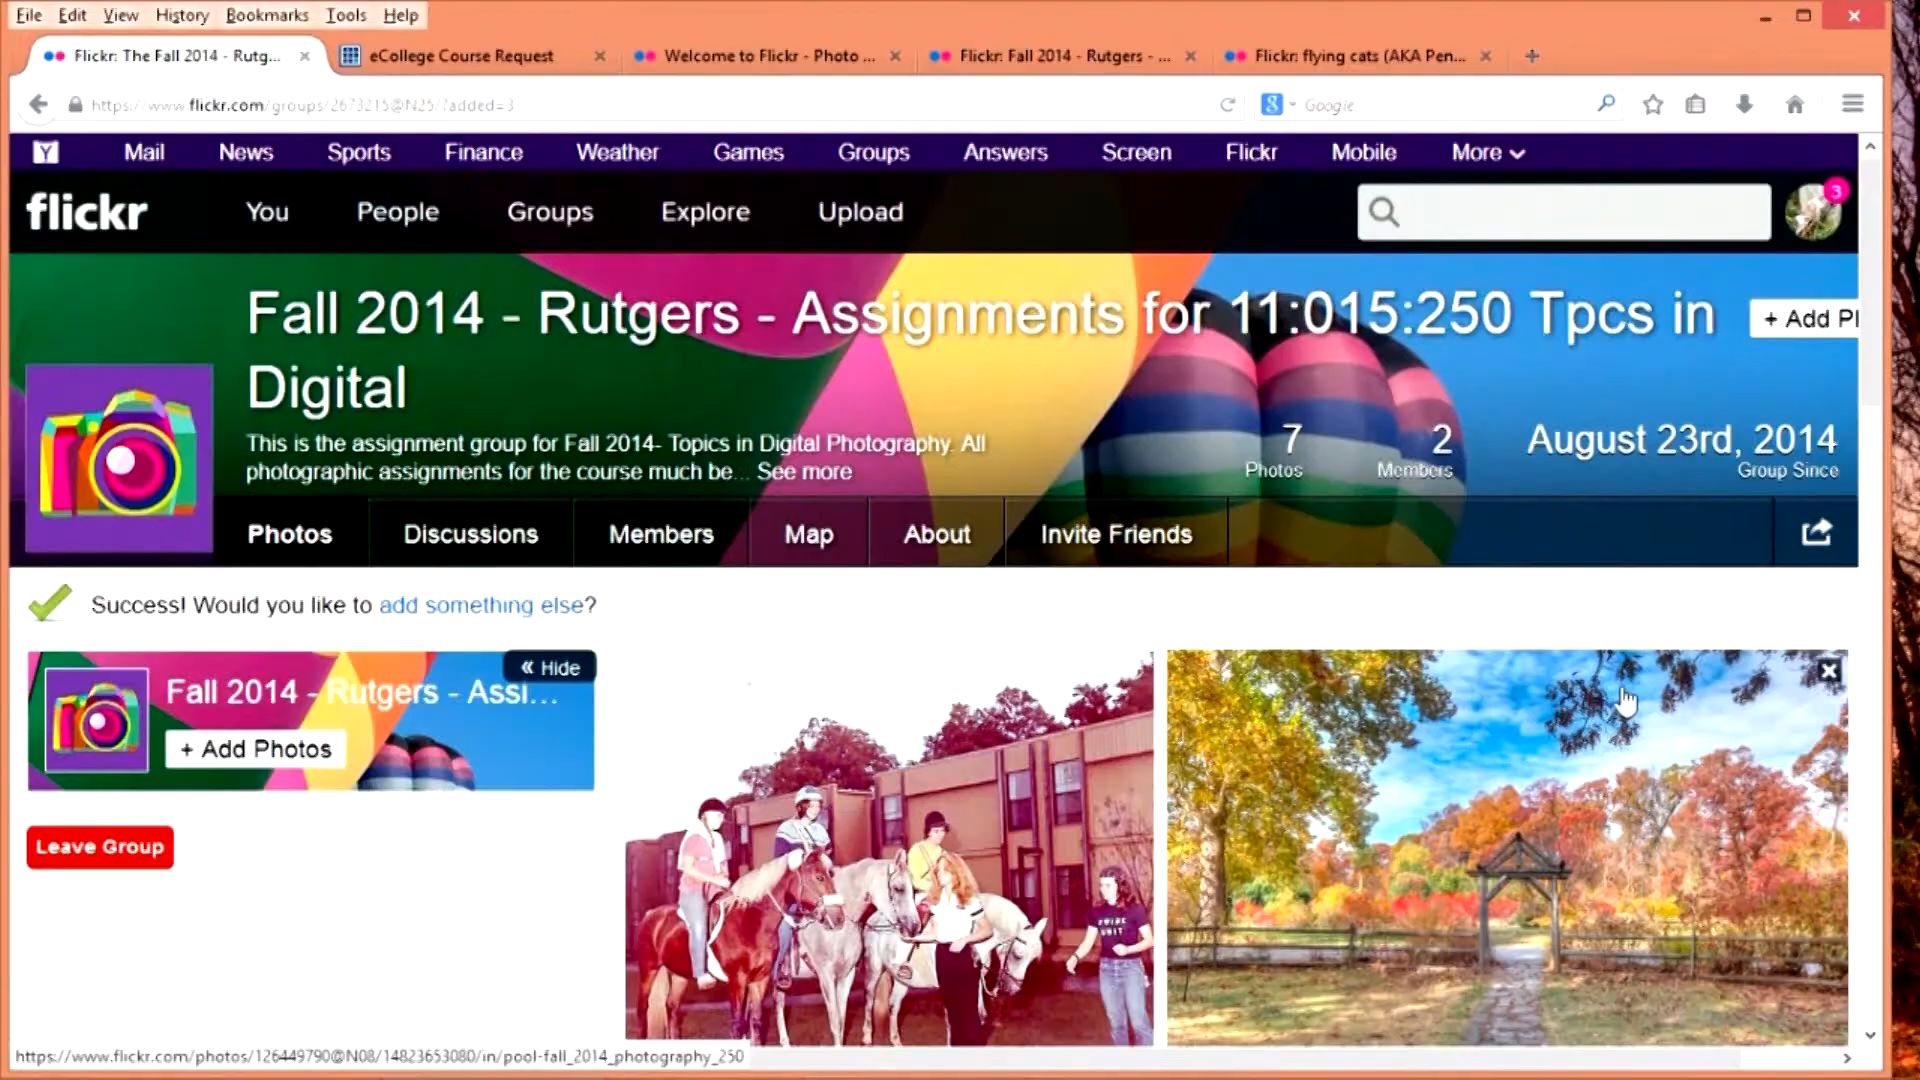 File Edit View History Bookmarks Tools Help
Flickr: The Fall 2014 - Rutg...
eCollege Course Request
Welcome to Flickr - Photo ...
Flickr: Fall 2014 - Rutgers - ...
Flickr: flying cats (AKA Pen...
https://www.flickr.com/groups/2673215@N25/?added=3
Google
Y Mail News Sports Finance Weather Games Groups Answers Screen Flickr Mobile More
flickr You People Groups Explore Upload
3
Fall 2014 - Rutgers - Assignments for 11:015:250 Tpcs in
Digital
+ Add Pl
This is the assignment group for Fall 2014- Topics in Digital Photography. All
photographic assignments for the course much be... See more
7
Photos
2
Members
August 23rd, 2014
Group Since
Photos Discussions Members Map About Invite Friends
Success! Would you like to add something else?
« Hide
Fall 2014 - Rutgers - Assi...
+ Add Photos
Leave Group
UNIT
https://www.flickr.com/photos/126449790@N08/14823653080/in/pool-fall_2014_photography_250